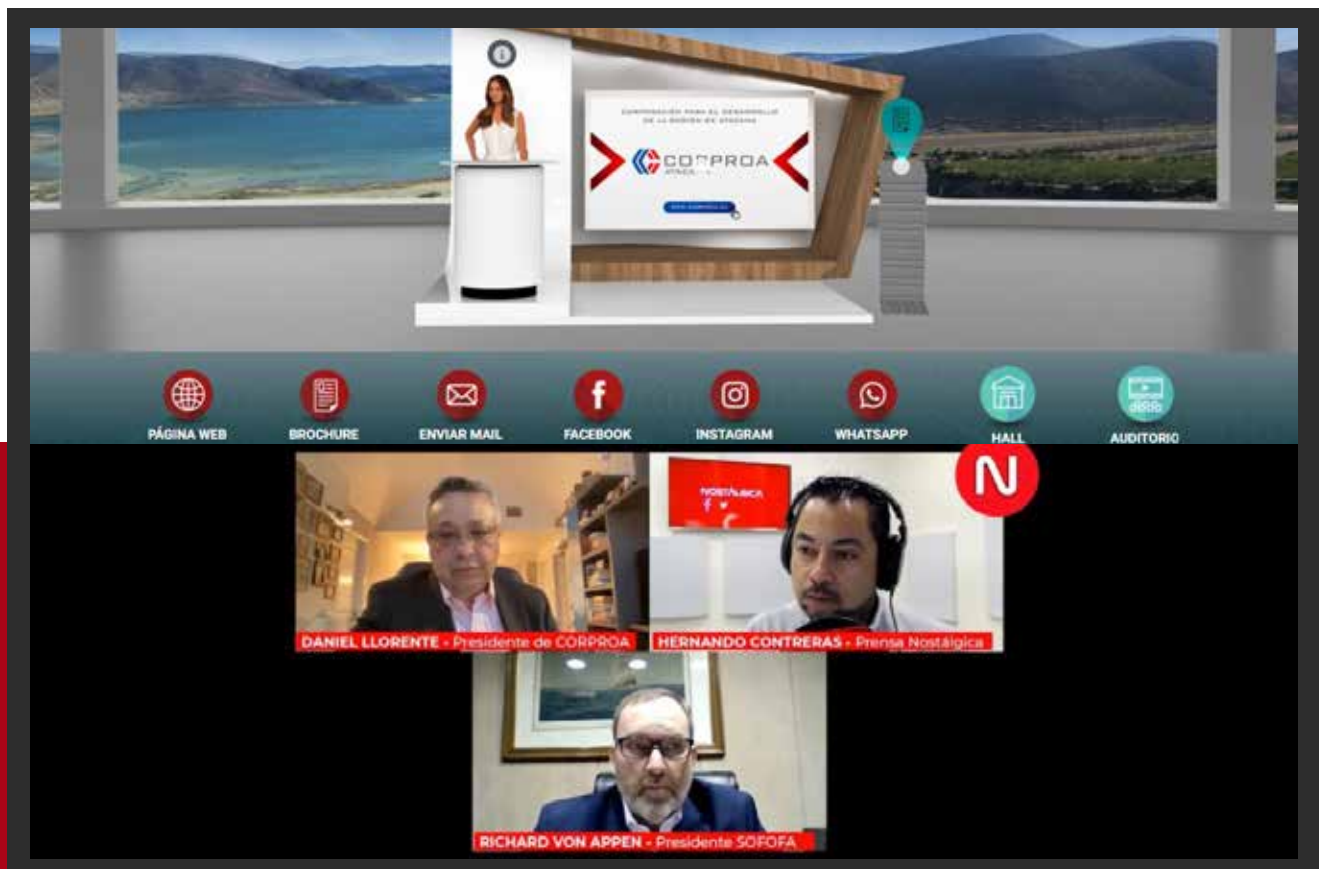 CORPORACIÓN PARA EL DESARROLLO
DE LA REGIÓN DE ATACAMA
CORPROA
PÁGINA WEB
BROCHURE
ENVIAR MAIL
FACEBOOK
INSTAGRAM
WHATSAPP
HALL
AUDITORIO
NOSTÁLGICA
N
DANIEL LLORENTE - Presidente de CORPROA
HERNANDO CONTRERAS - Prensa Nostálgica
RICHARD VON APPEN - Presidente SOFOFA